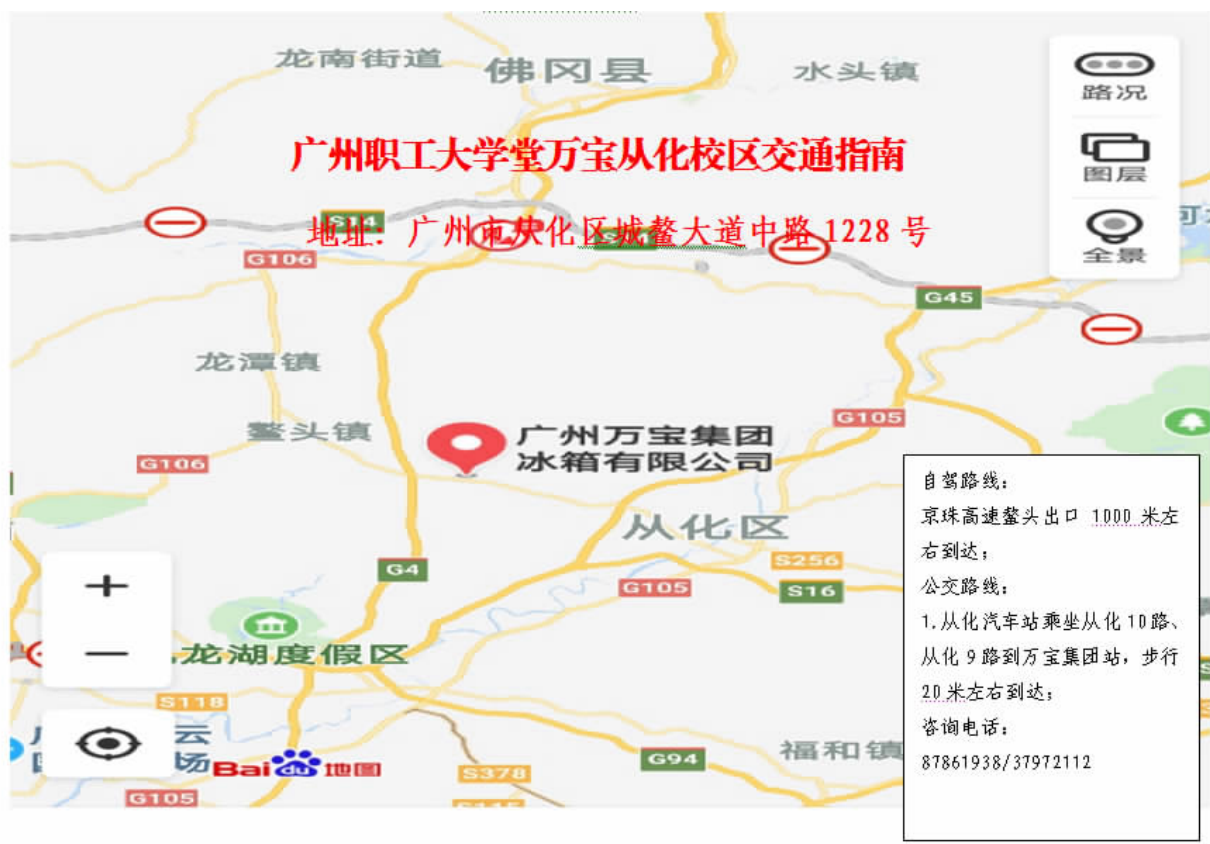 龙南街道
佛冈县
水头镇
路况
广州职工大学堂万宝从化校区交通指南
图层
S14
地址：广州市从化区城鳌大道中路 1228 号
全景
G106
G45
龙潭镇
G105
鳌头镇
广州万宝集团
冰箱有限公司
G106
从化区
自驾路线：
京珠高速鳌头出口 1000 米左
右到达；
公交路线：
1.从化汽车站乘坐从化 10 路、
从化 9 路到万宝集团站，步行
20 米左右到达；
咨询电话：
87861938/37972112
S256
G4
G105
S16
龙湖度假区
S118
云
场
Bai du 地图
福和镇
G94
S378
G105